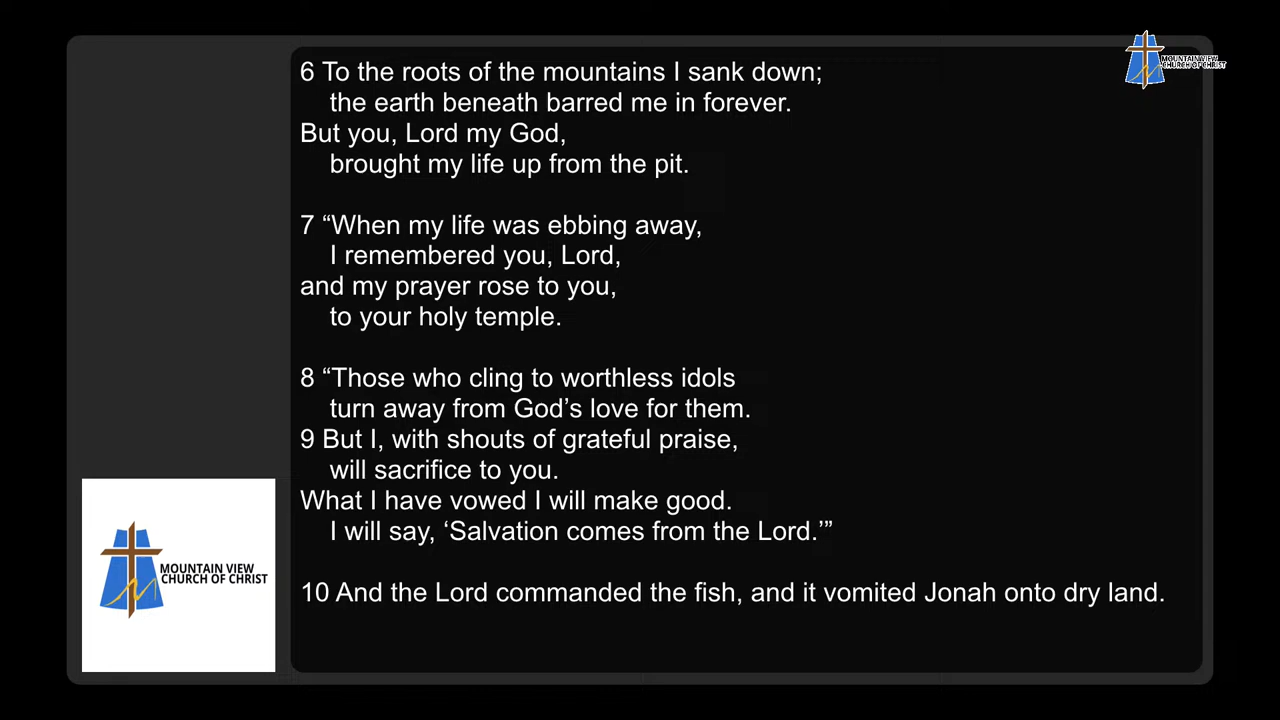 MOUNTAIN VIEW
CHURCH OF CHRIST
6 To the roots of the mountains I sank down;
the earth beneath barred me in forever.
But you, Lord my God,
brought my life up from the pit.
7 “When my life was ebbing away,
I remembered you, Lord,
and my prayer rose to you,
to your holy temple.
8 “Those who cling to worthless idols
turn away from God’s love for them.
9 But I, with shouts of grateful praise,
will sacrifice to you.
What I have vowed I will make good.
I will say, ‘Salvation comes from the Lord.’”
10 And the Lord commanded the fish, and it vomited Jonah onto dry land.
MOUNTAIN VIEW
CHURCH OF CHRIST